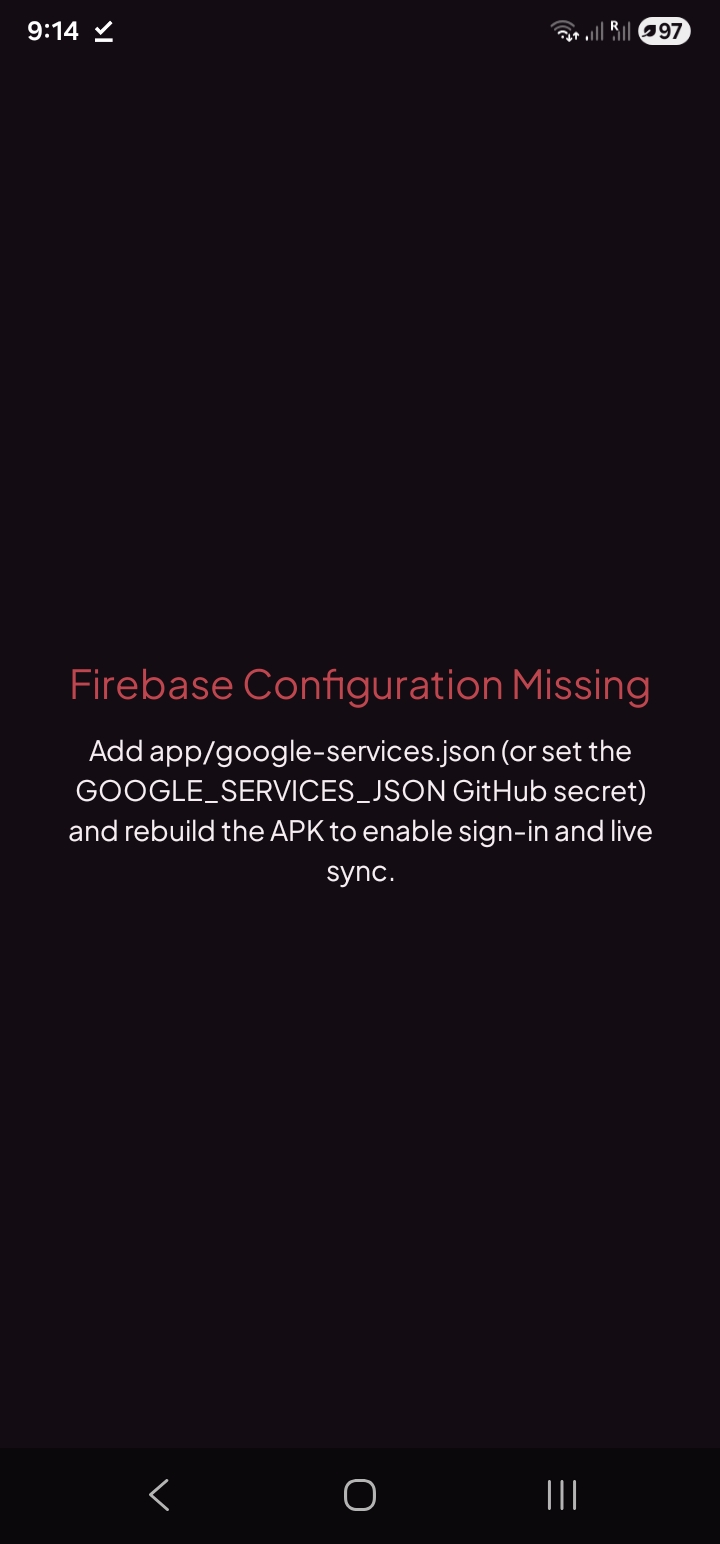 9:14
R
97
Firebase Configuration Missing
Add app/google-services.json (or set the
GOOGLE_SERVICES_JSON GitHub secret)
and rebuild the APK to enable sign-in and live
sync.